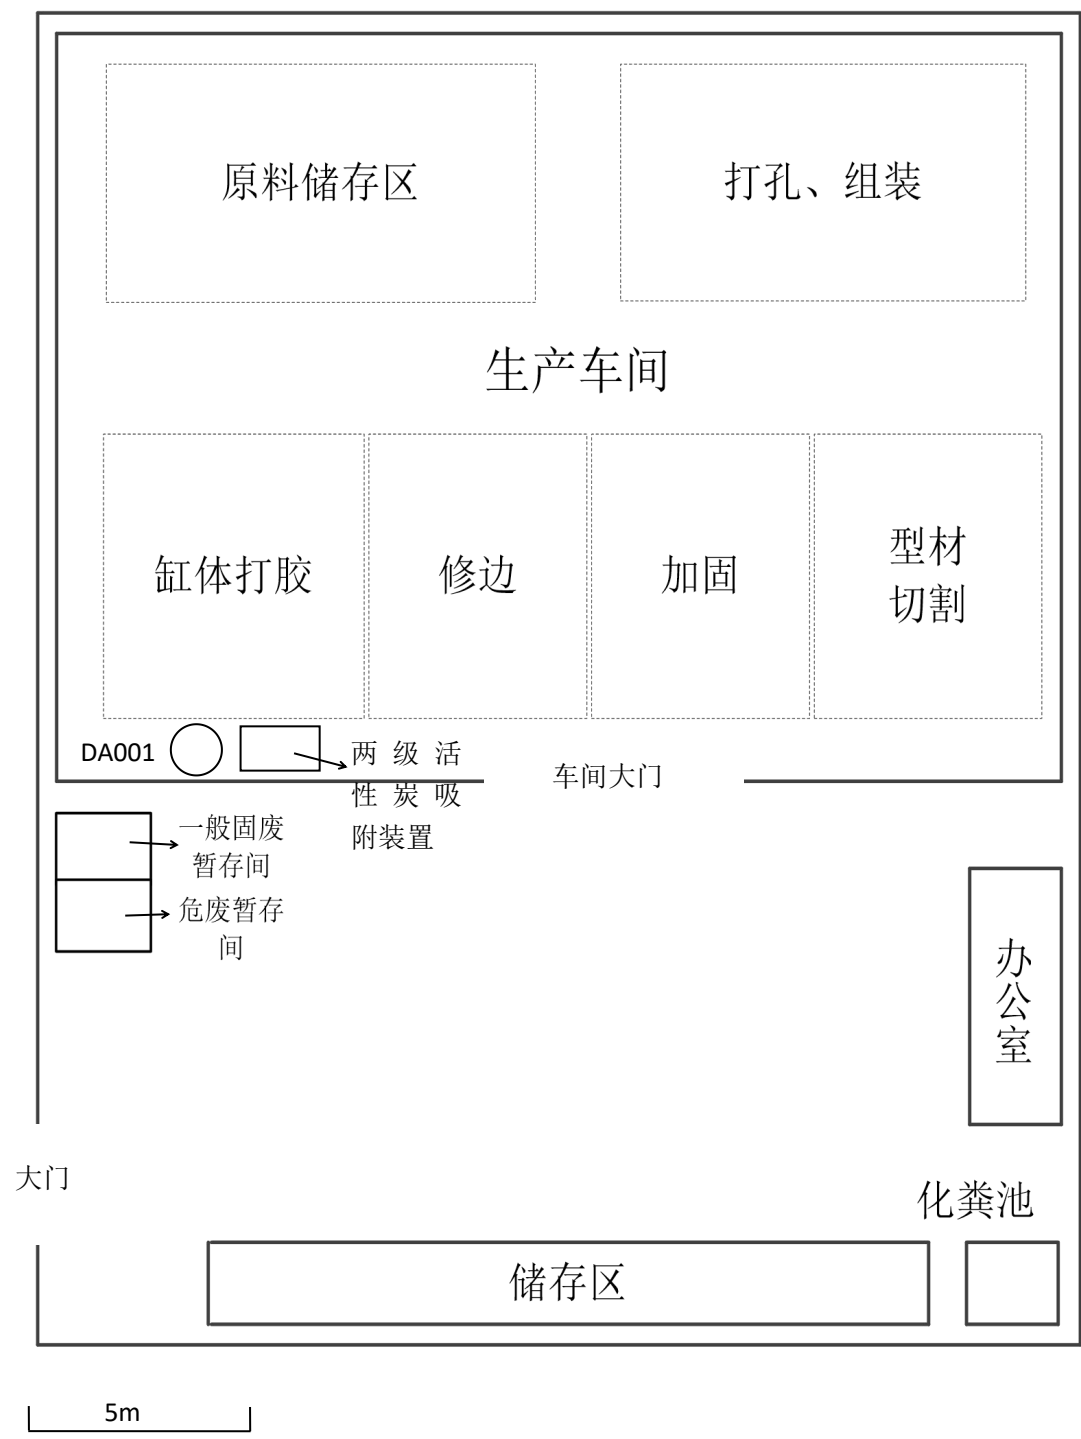 原料储存区
打孔、组装
生产车间
缸体打胶
修边
加固
型材
切割
DA001
两级活
性炭吸
附装置
车间大门
一般固废
暂存间
危废暂存
间
办
公
室
大门
化粪池
储存区
5m